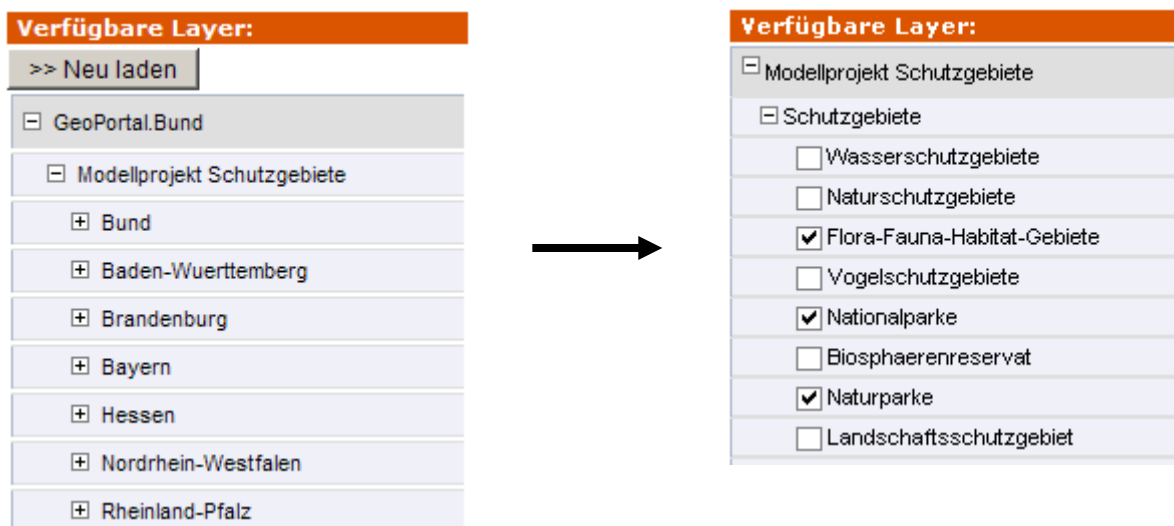 Verfügbare Layer:
>> Neu laden
GeoPortal.Bund
Modellprojekt Schutzgebiete
Bund
Baden-Wuerttemberg
Brandenburg
Bayern
Hessen
Nordrhein-Westfalen
Rheinland-Pfalz
Verfügbare Layer:
Modellprojekt Schutzgebiete
Schutzgebiete
Wasserschutzgebiete
Naturschutzgebiete
Flora-Fauna-Habitat-Gebiete
Vogelschutzgebiete
Nationalparke
Biosphaerenreservat
Naturparke
Landschaftsschutzgebiet